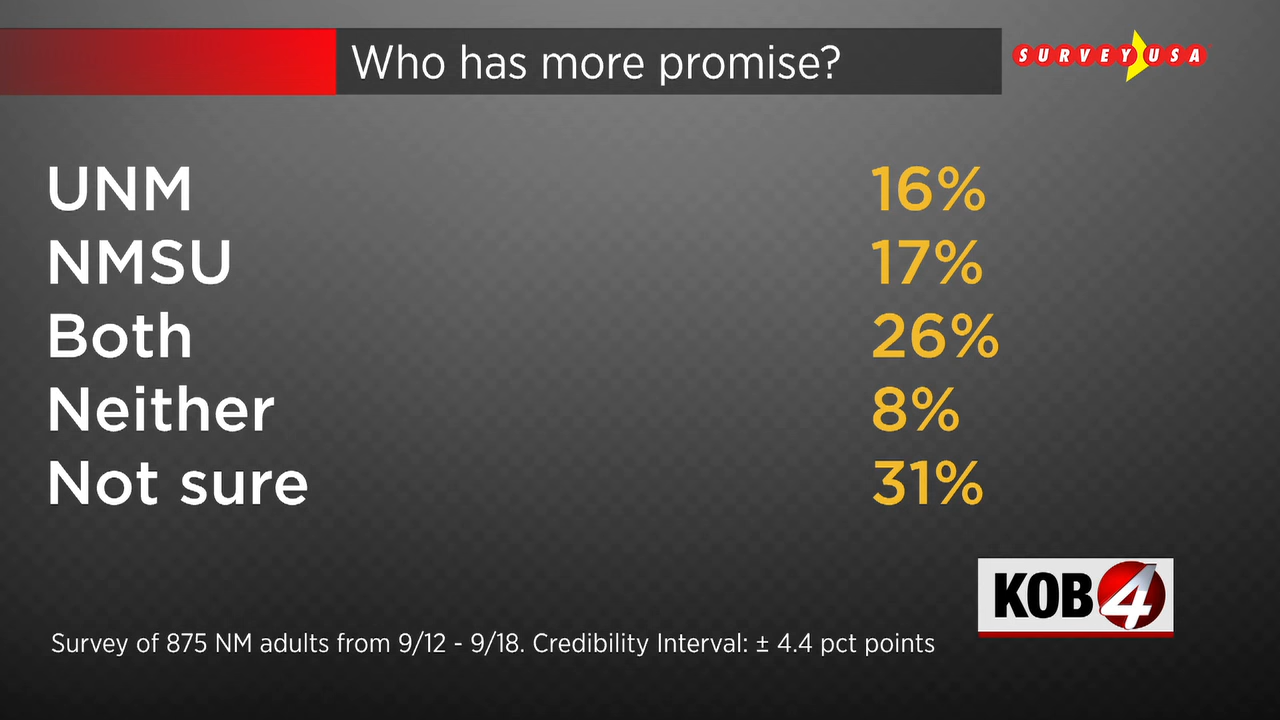 Who has more promise?
SURVEY USA
UNM 16%
NMSU 17%
Both 26%
Neither 8%
Not sure 31%
KOB 4
Survey of 875 NM adults from 9/12 - 9/18. Credibility Interval: ± 4.4 pct points